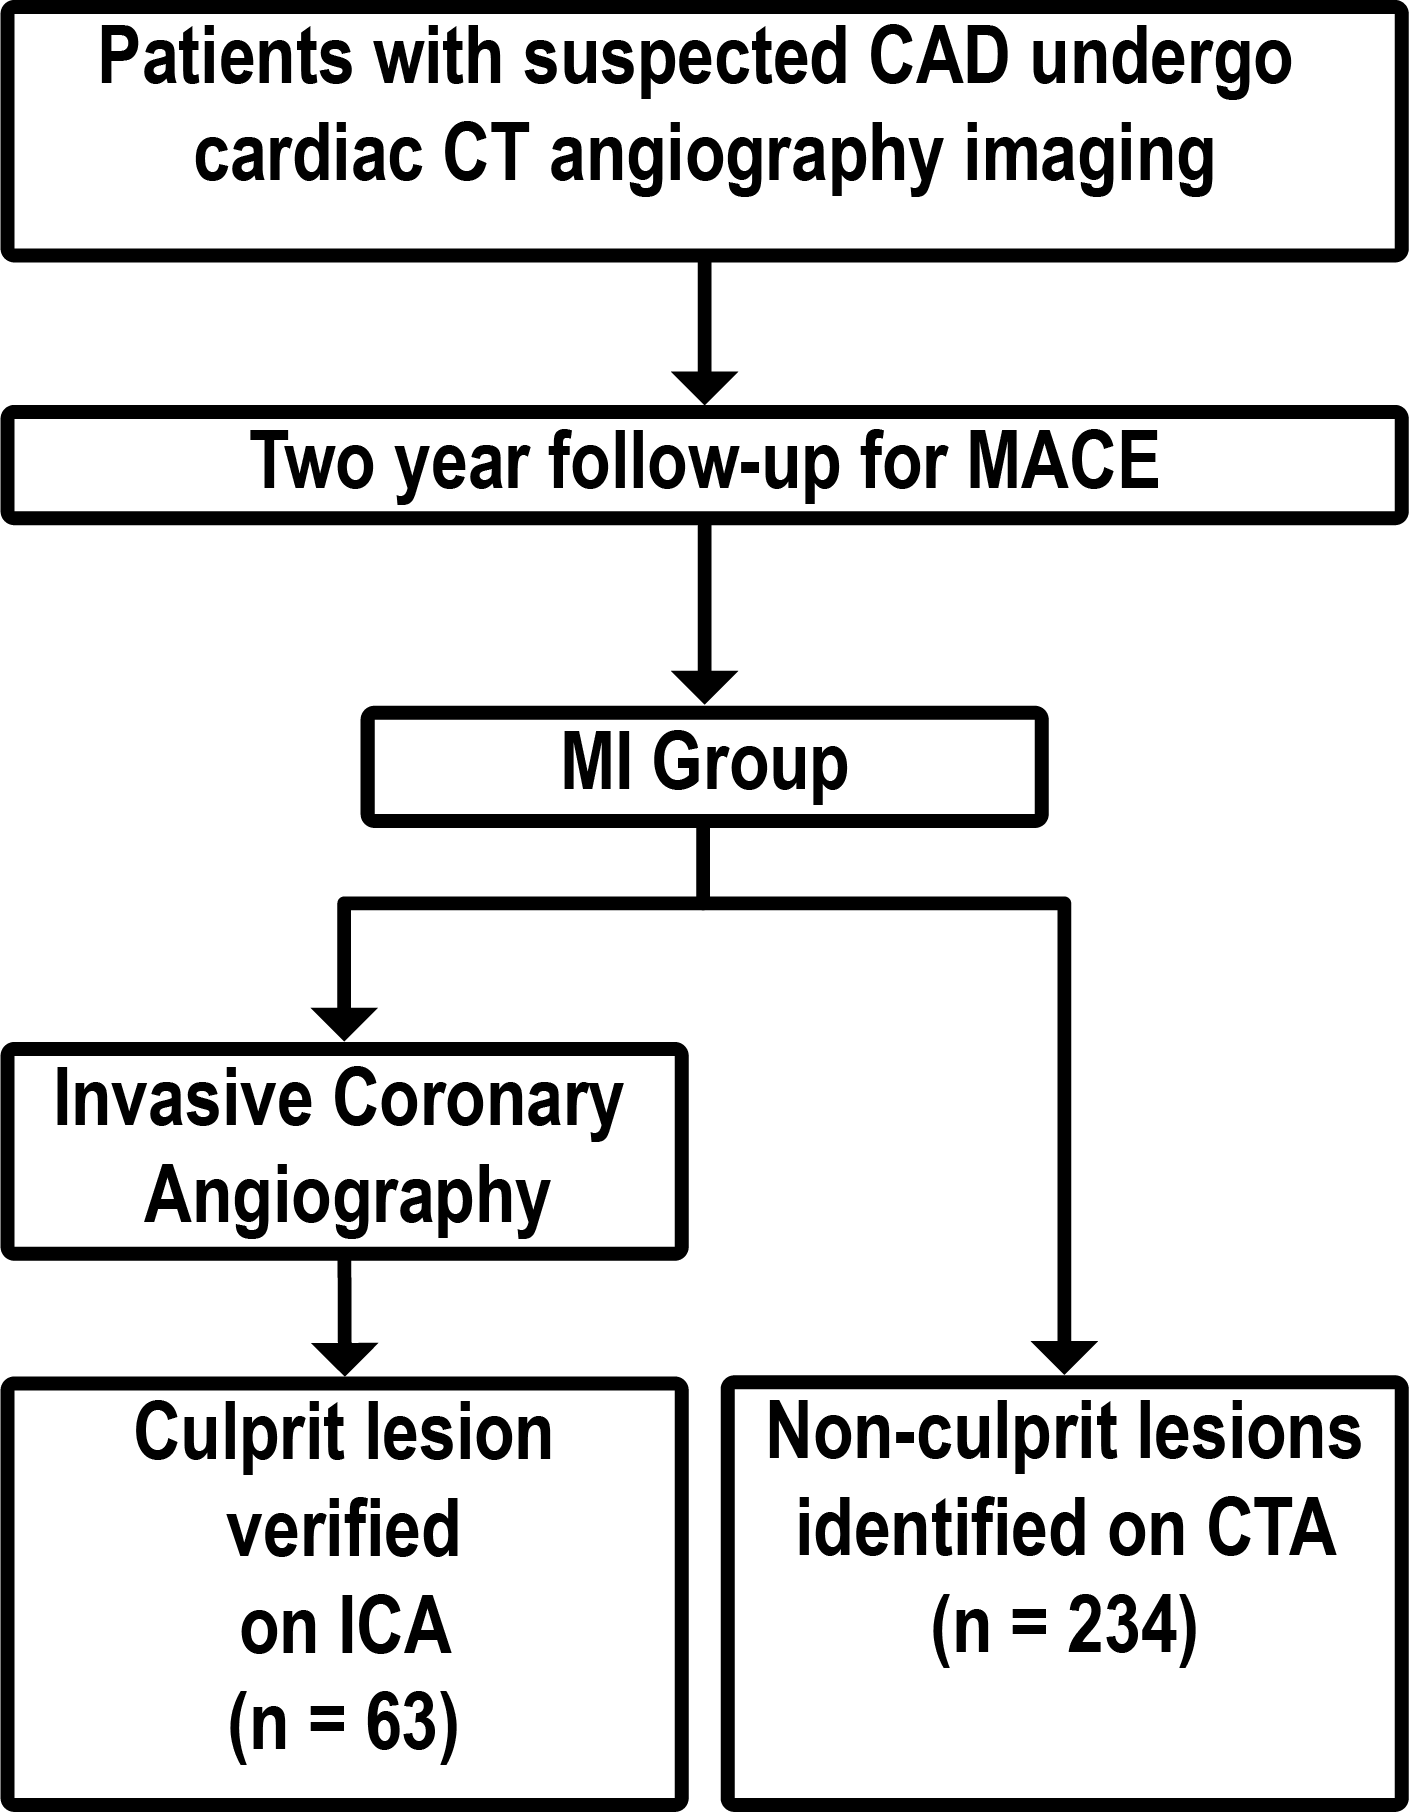 Patients with suspected CAD undergo
cardiac CT angiography imaging
Two year follow-up for MACE
MI Group
Invasive Coronary
Angiography
Culprit lesion
verified
on ICA
(n = 63)
Non-culprit lesions
identified on CTA
(n = 234)